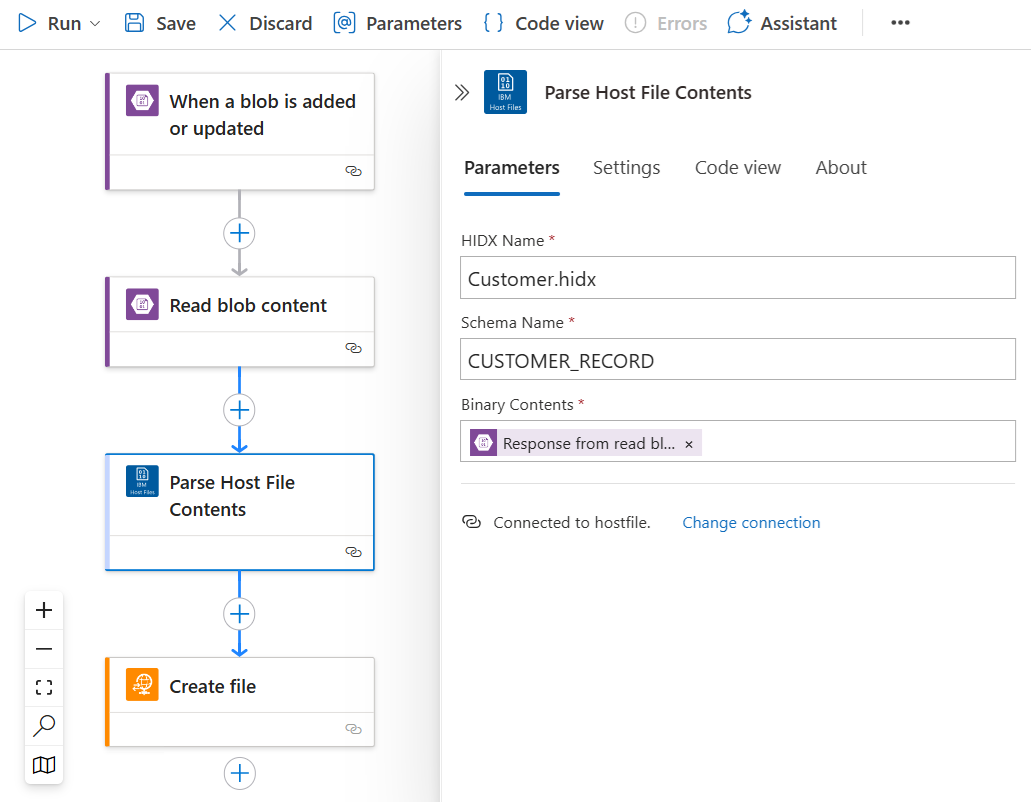 Run Save Discard Parameters Code view Errors Assistant
When a blob is added
or updated
Read blob content
IBM
Host Files
Parse Host File
Contents
Create file
IBM
Host Files
Parse Host File Contents
Parameters Settings Code view About
HIDX Name *
Customer.hidx
Schema Name *
CUSTOMER_RECORD
Binary Contents *
Response from read bl... ×
Connected to hostfile. Change connection